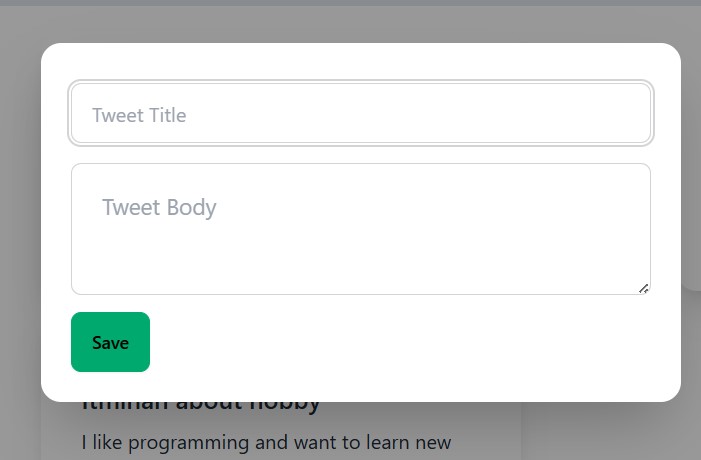 Tweet Title
Tweet Body
Save
Itminan about hobby
I like programming and want to learn new